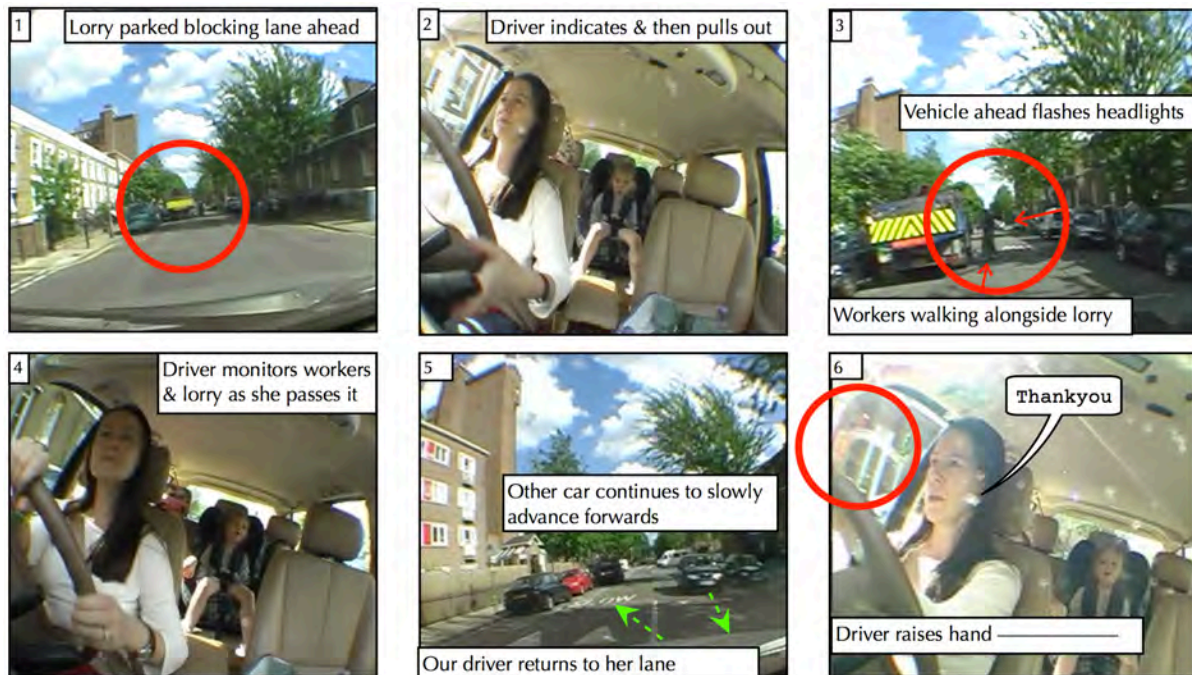 1
Lorry parked blocking lane ahead
2
Driver indicates & then pulls out
3
Vehicle ahead flashes headlights
Workers walking alongside lorry
4
Driver monitors workers
& lorry as she passes it
5
Other car continues to slowly
advance forwards
SLOW
Our driver returns to her lane
6
Thankyou
Driver raises hand